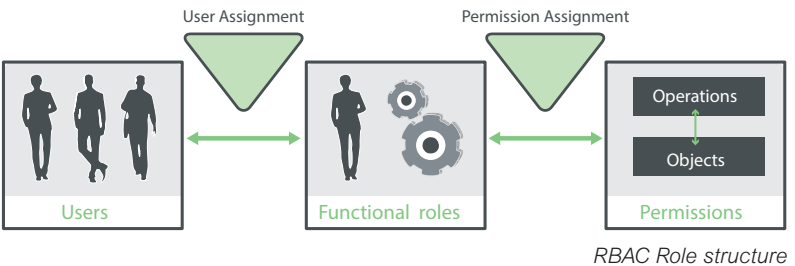 User Assignment
Permission Assignment
Operations
Objects
Users
Functional roles
Permissions
RBAC Role structure